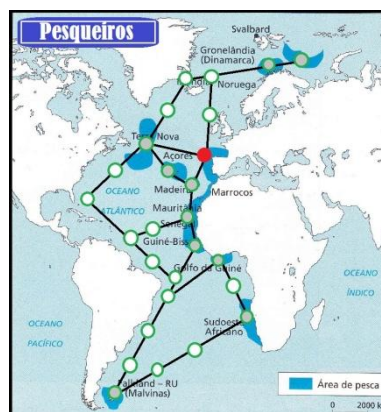 Pesqueiros
Svalbard
Gronelândia
(Dinamarca)
Noruega
Terra Nova
Açores
OCEANO
ATLÂNTICO
Madeira
Marrocos
Mauritânia
Senegal
Guiné-Biss
Golfo da Guiné
OCEANO
ÍNDICO
Sudoeste
Africano
OCEANO
PACÍFICO
Falkland – RU
(Malvinas)
Área de pesca
0 2000 k